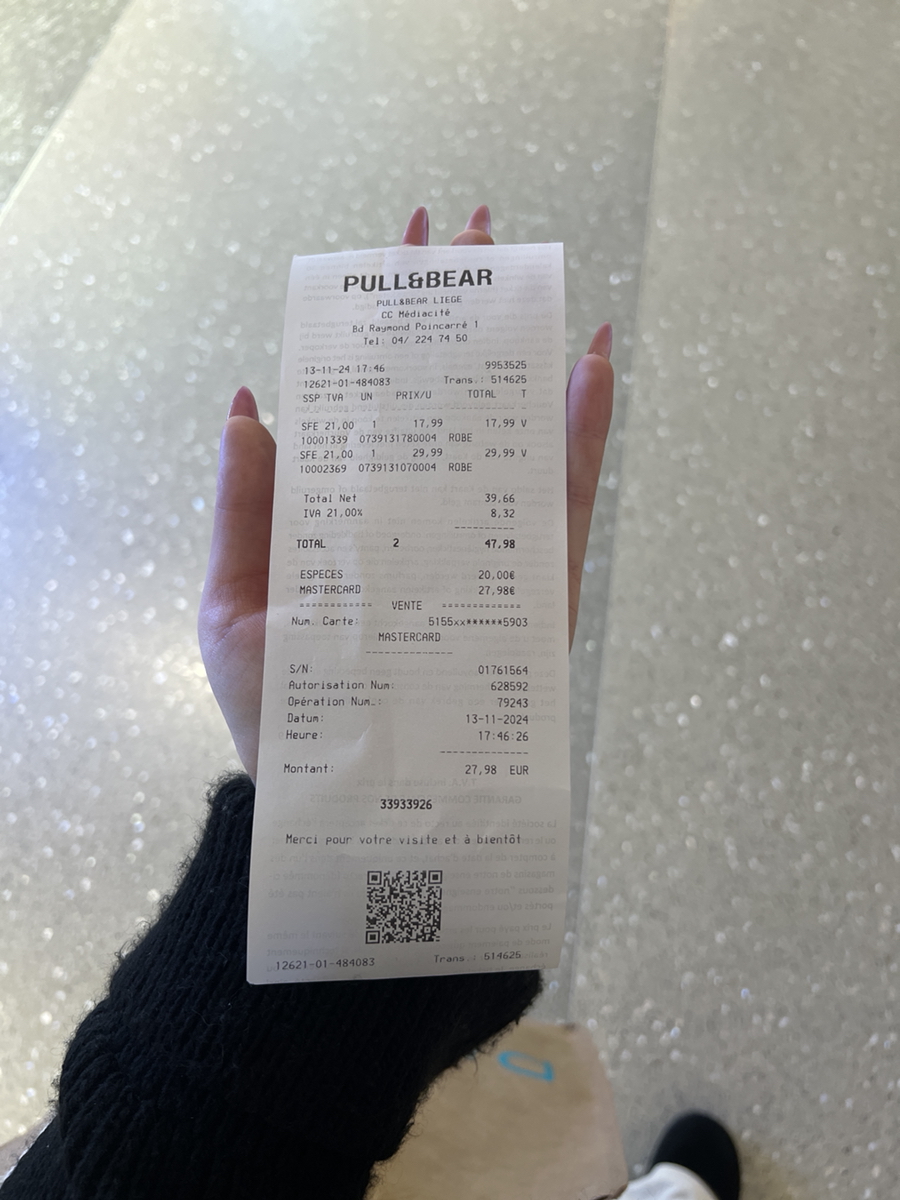 PULL&BEAR
PULL&BEAR LIEGE
CC Médiacité
Bd Raymond Poincarré 1
Tel: 04/ 224 74 50
13-11-24 17:46 9953525
12621-01-484083 Trans.: 514625
SSP TVA UN PRIX/U TOTAL T
SFE 21,00 1 17,99 17,99 V
10001339 0739131780004 ROBE
SFE 21,00 1 29,99 29,99 V
10002369 0739131070004 ROBE
Total Net 39,66
IVA 21,00% 8,32
----------
TOTAL 2 47,98
ESPECES 20,00€
MASTERCARD 27,98€
=========== VENTE ============
Num. Carte: 5155xx******5903
MASTERCARD
-------------
S/N: 01761564
Autorisation Num: 628592
Opération Num.: 79243
Datum: 13-11-2024
Heure: 17:46:26
-------------
Montant: 27,98 EUR
33933926
Merci pour votre visite et à bientôt
12621-01-484083 Trans.: 514625